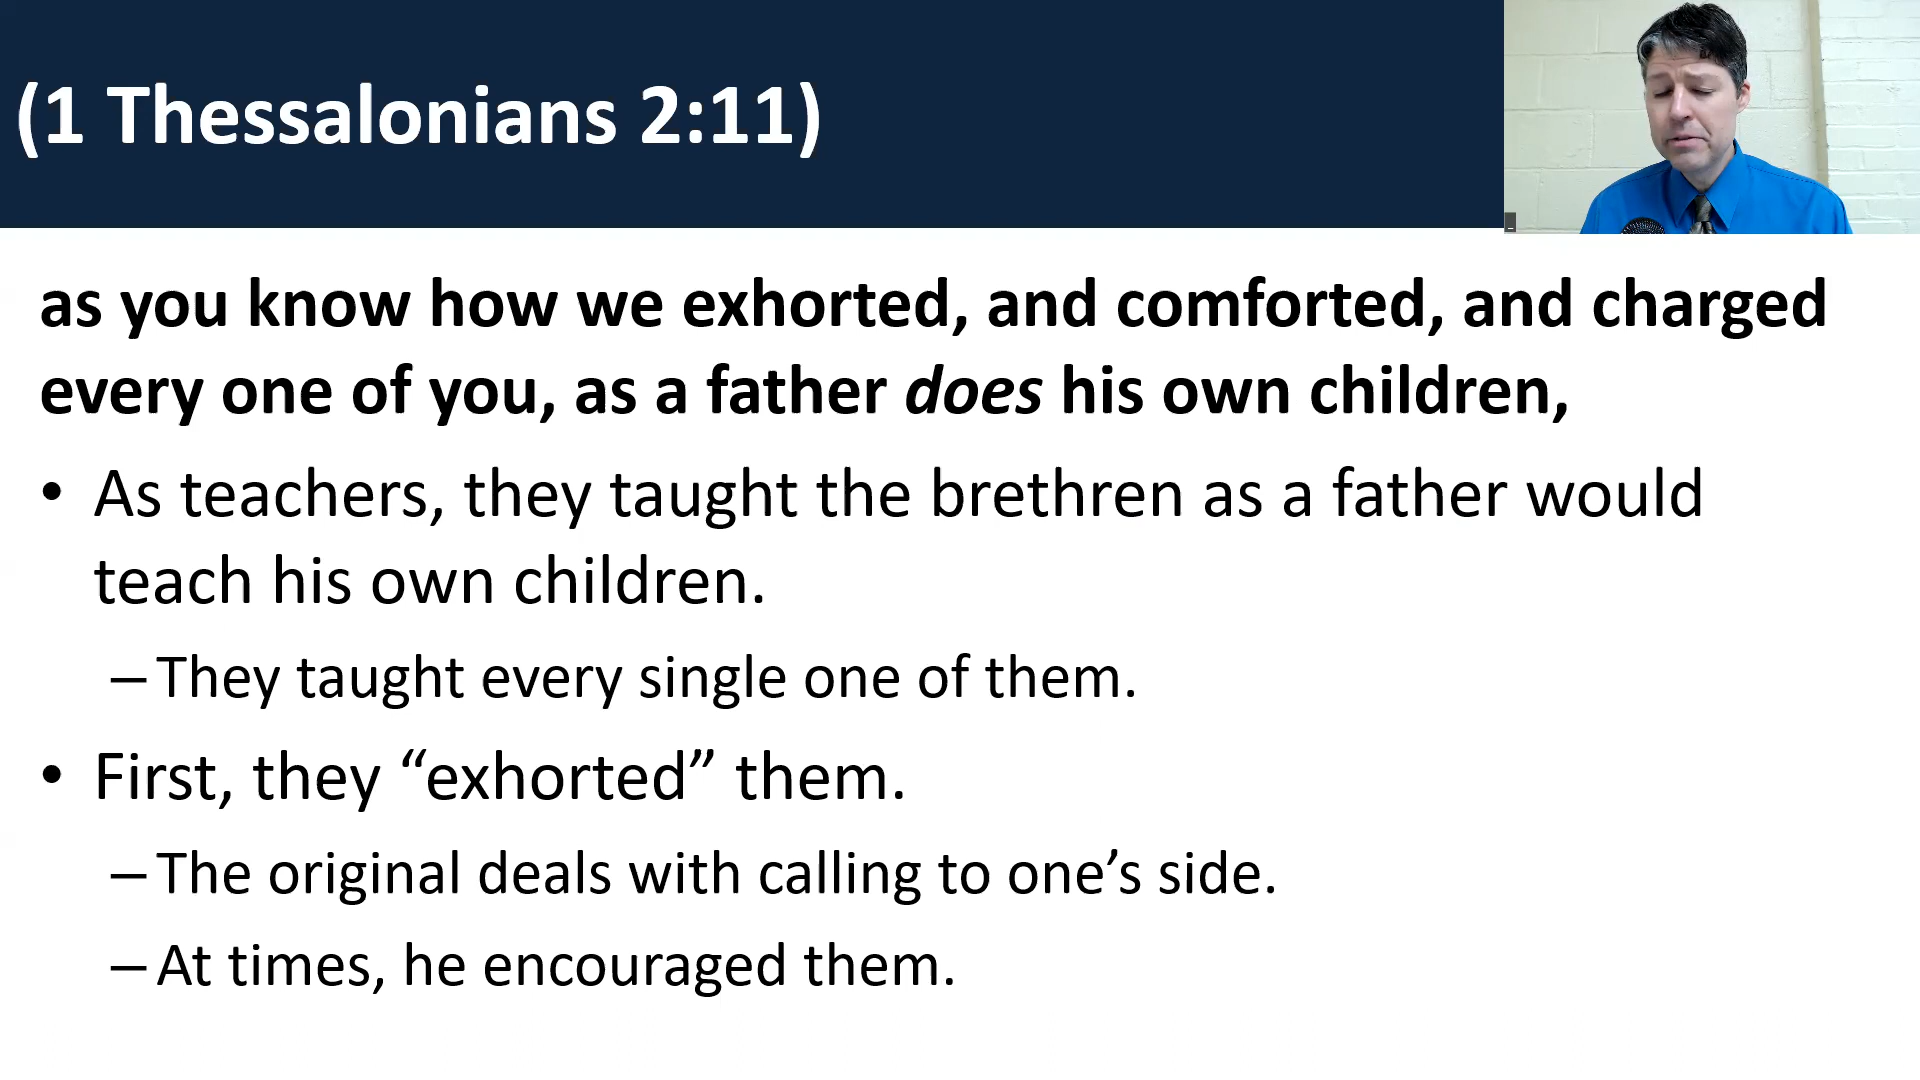 (1 Thessalonians 2:11)
as you know how we exhorted, and comforted, and charged
every one of you, as a father does his own children,
• As teachers, they taught the brethren as a father would
teach his own children.
– They taught every single one of them.
• First, they “exhorted” them.
– The original deals with calling to one’s side.
– At times, he encouraged them.